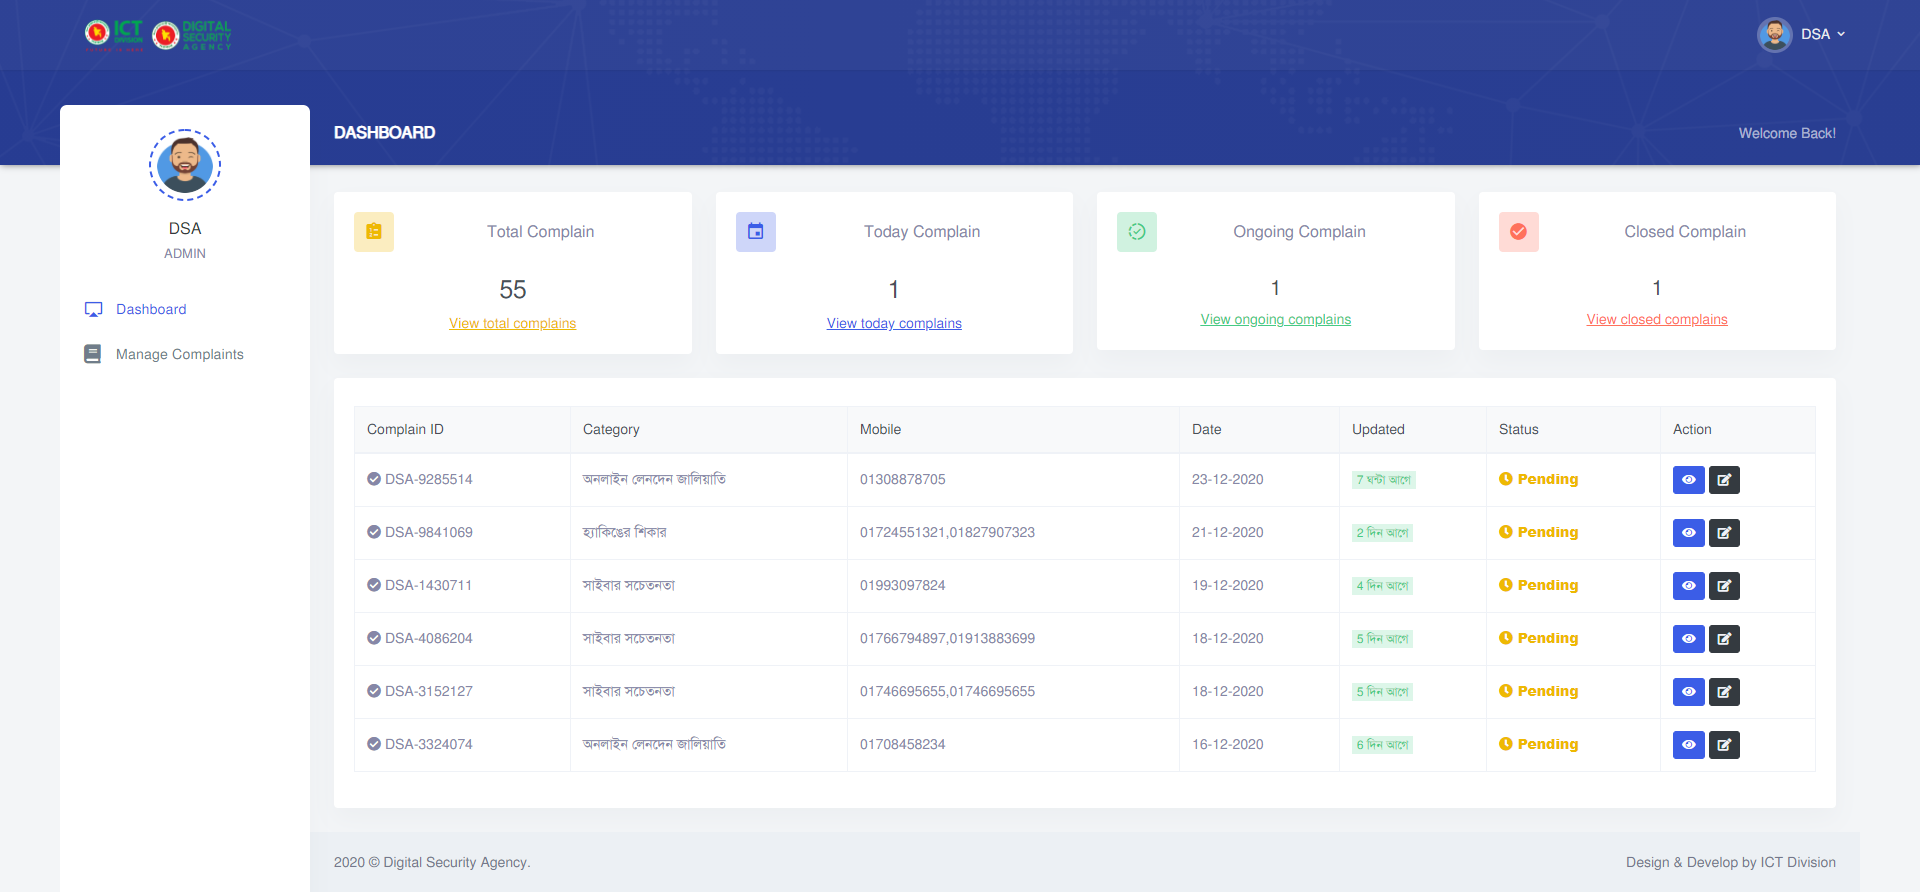 ICT
DIVISION
DIGITAL
SECURITY
AGENCY
DSA
DASHBOARD
Welcome Back!
DSA
ADMIN
Dashboard
Manage Complaints
Total Complain
55
View total complains
Today Complain
1
View today complains
Ongoing Complain
1
View ongoing complains
Closed Complain
1
View closed complains
Complain ID Category Mobile Date Updated Status Action
DSA-9285514 অনলাইন লেনদেন জালিয়াতি 01308878705 23-12-2020 7 ঘন্টা আগে Pending
DSA-9841069 হ্যাকিঙের শিকার 01724551321,01827907323 21-12-2020 2 দিন আগে Pending
DSA-1430711 সাইবার সচেতনতা 01993097824 19-12-2020 4 দিন আগে Pending
DSA-4086204 সাইবার সচেতনতা 01766794897,01913883699 18-12-2020 5 দিন আগে Pending
DSA-3152127 সাইবার সচেতনতা 01746695655,01746695655 18-12-2020 5 দিন আগে Pending
DSA-3324074 অনলাইন লেনদেন জালিয়াতি 01708458234 16-12-2020 6 দিন আগে Pending
2020 © Digital Security Agency.
Design & Develop by ICT Division